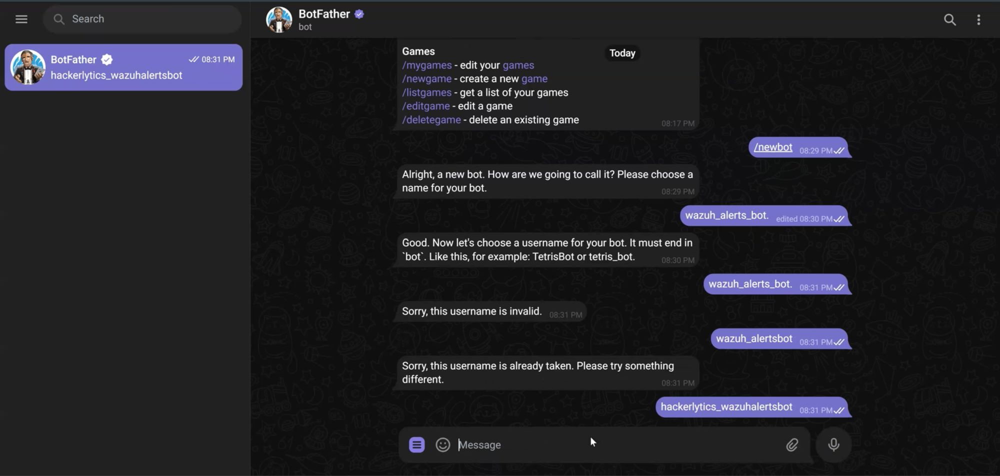 Search
BotFather
08:31 PM
hackerlytics_wazuhalertsbot
BotFather
bot
Today
Games
/mygames - edit your games
/newgame - create a new game
/listgames - get a list of your games
/editgame - edit a game
/deletegame - delete an existing game
08:17 PM
/newbot 08:29 PM
Alright, a new bot. How are we going to call it? Please choose a
name for your bot.
08:29 PM
wazuh_alerts_bot. edited 08:30 PM
Good. Now let's choose a username for your bot. It must end in
`bot`. Like this, for example: TetrisBot or tetris_bot.
08:30 PM
wazuh_alerts_bot. 08:31 PM
Sorry, this username is invalid. 08:31 PM
wazuh_alertsbot 08:31 PM
Sorry, this username is already taken. Please try something
different.
08:31 PM
hackerlytics_wazuhalertsbot 08:31 PM
Message